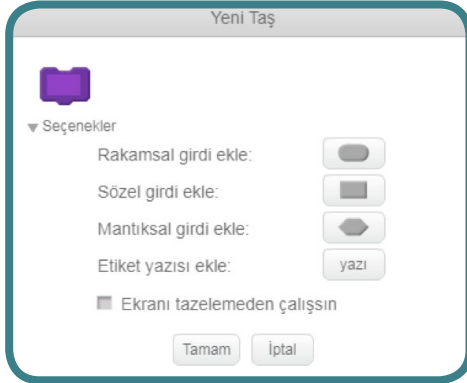 Yeni Taş
Seçenekler
Rakamsal girdi ekle:
Sözel girdi ekle:
Mantıksal girdi ekle:
Etiket yazısı ekle: yazı
Ekranı tazelemeden çalışsın
Tamam İptal